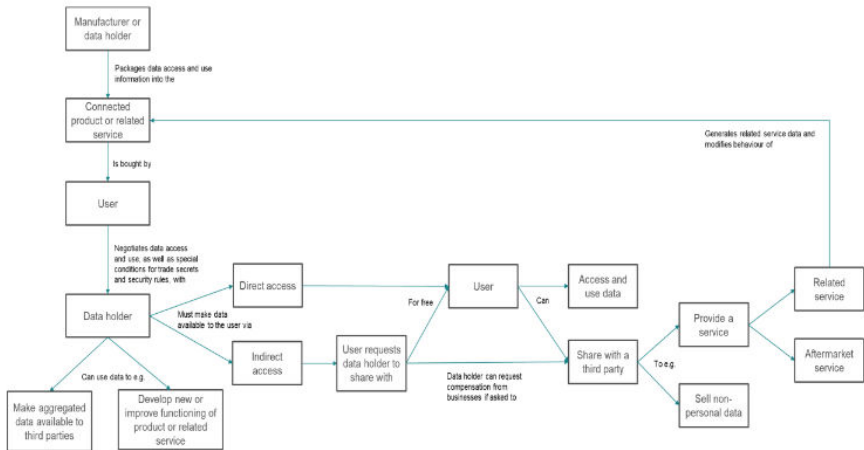 Manufacturer or
data holder
Packages data access and use
information into the
Connected
product or related
service
Generates related service data and
modifies behaviour of
Is bought by
User
Negotiates data access
and use, as well as special
conditions for trade secrets
and security rules, with
Direct access
User
Access and
use data
Related
service
For free
Can
Data holder
Must make data
available to the user via
Provide a
service
Indirect
access
User requests
data holder to
share with
Data holder can request
compensation from
businesses if asked to
Share with a
third party
To e.g.
Aftermarket
service
Can use data to e.g.
Make aggregated
data available to
third parties
Develop new or
improve functioning of
product or related
service
Sell non-
personal data